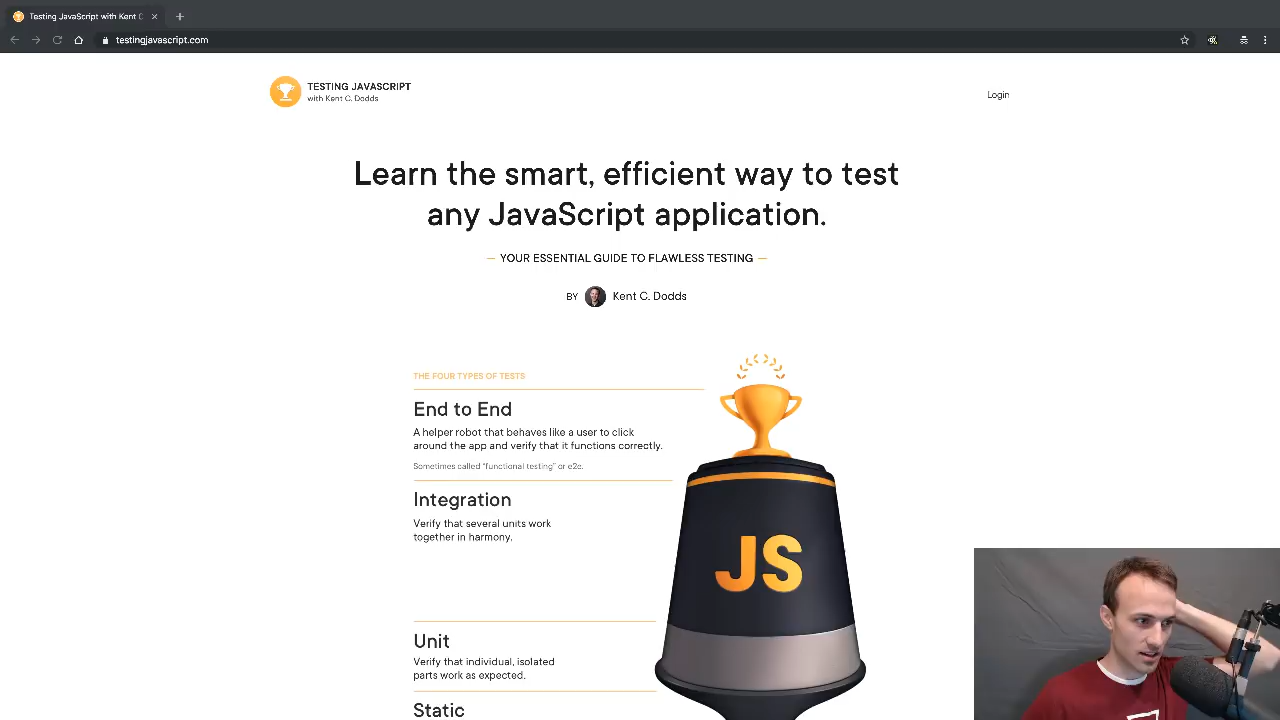 Testing JavaScript with Kent C
testingjavascript.com
TESTING JAVASCRIPT
with Kent C. Dodds
Login
Learn the smart, efficient way to test
any JavaScript application.
— YOUR ESSENTIAL GUIDE TO FLAWLESS TESTING —
BY Kent C. Dodds
THE FOUR TYPES OF TESTS
End to End
A helper robot that behaves like a user to click
around the app and verify that it functions correctly.
Sometimes called "functional testing" or e2e.
Integration
Verify that several units work
together in harmony.
JS
Unit
Verify that individual, isolated
parts work as expected.
Static